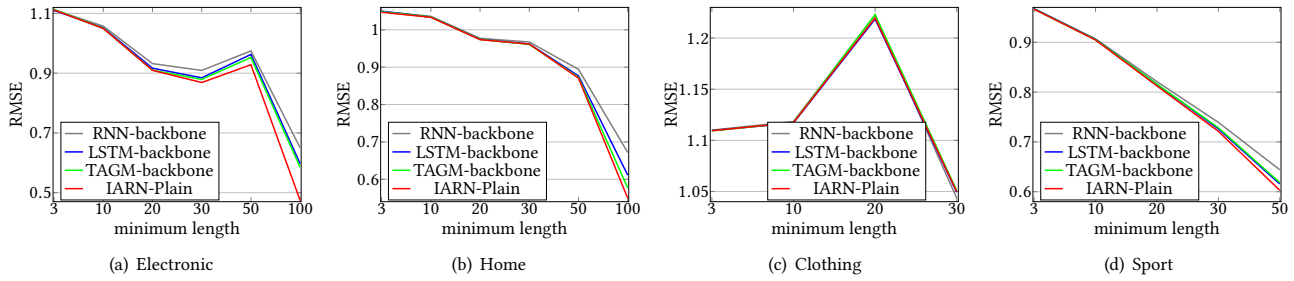 1.1
0.9
0.7
0.5
RMSE
RNN-backbone
LSTM-backbone
TAGM-backbone
IARN-Plain
3 10 20 30 50 100
minimum length
(a) Electronic
1
0.9
0.8
0.7
0.6
RMSE
RNN-backbone
LSTM-backbone
TAGM-backbone
IARN-Plain
3 10 20 30 50 100
minimum length
(b) Home
1.2
1.15
1.1
1.05
RMSE
RNN-backbone
LSTM-backbone
TAGM-backbone
IARN-Plain
3 10 20 30
minimum length
(c) Clothing
0.9
0.8
0.7
0.6
RMSE
RNN-backbone
LSTM-backbone
TAGM-backbone
IARN-Plain
3 10 20 30 50
minimum length
(d) Sport